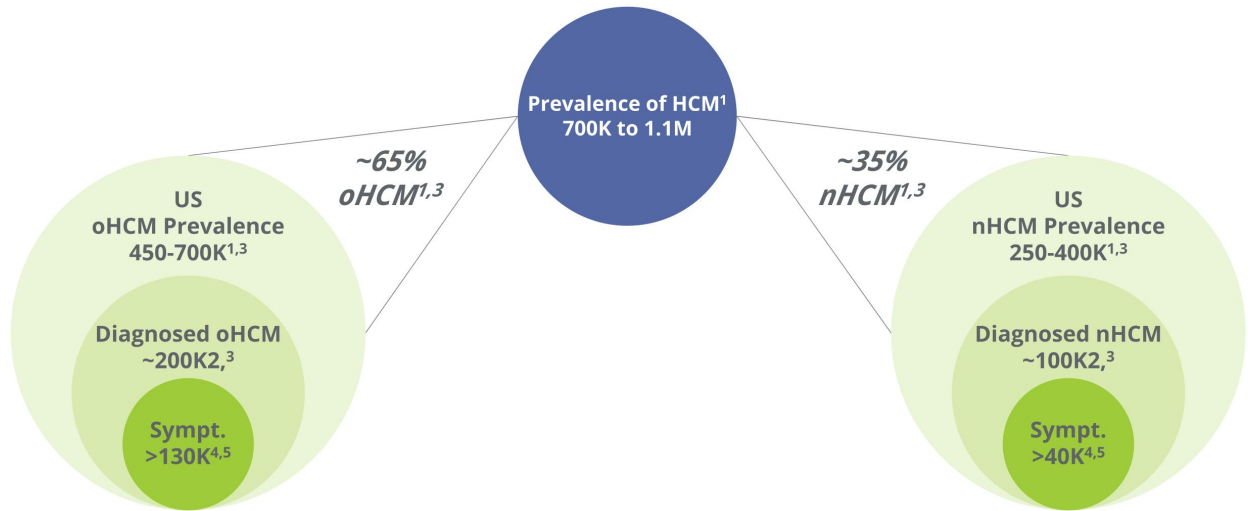 Prevalence of HCM¹
700K to 1.1M
~65%
oHCM¹,³
~35%
nHCM¹,³
US
oHCM Prevalence
450-700K¹,³
Diagnosed oHCM
~200K2,³
Sympt.
>130K⁴,⁵
US
nHCM Prevalence
250-400K¹,³
Diagnosed nHCM
~100K2,³
Sympt.
>40K⁴,⁵